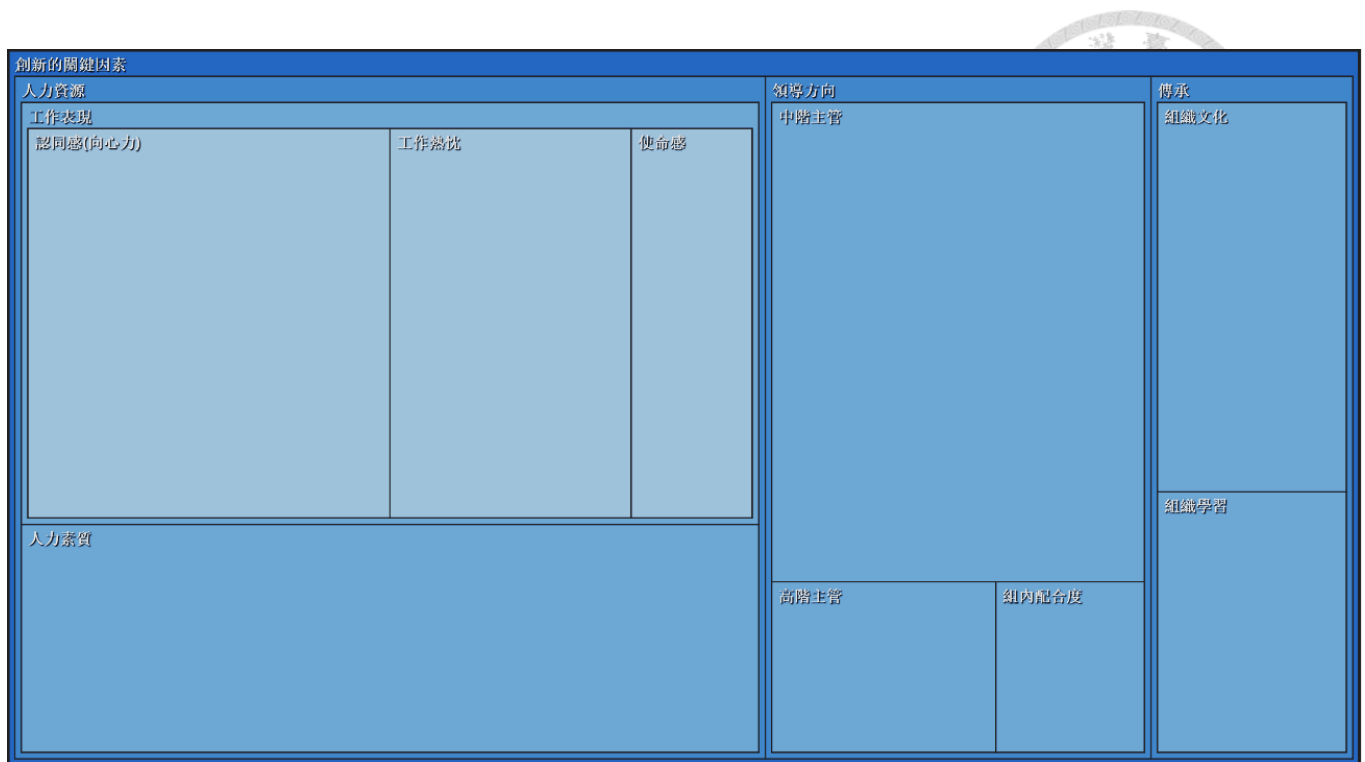 創新的關鍵因素
人力資源
工作表現
認同感(向心力)
工作熱忱
使命感
人力素質
領導方向
中階主管
高階主管
組內配合度
傳承
組織文化
組織學習